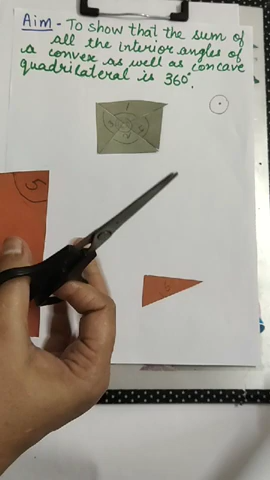 Aim - To show that the sum of
all the interior angles of
a convex as well as concave
quadrilateral is 360°.
5